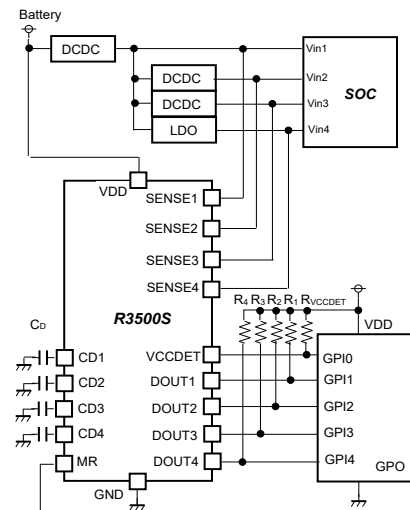 Battery
DCDC
Vin1
DCDC
Vin2
SOC
DCDC
Vin3
LDO
Vin4
VDD
SENSE1
SENSE2
SENSE3
SENSE4
R3500S
R4 R3 R2 R1 RVCCDET
VDD
CD
CD1
CD2
CD3
CD4
MR
GND
VCCDET
DOUT1
DOUT2
DOUT3
DOUT4
GPI0
GPI1
GPI2
GPI3
GPI4
GPO